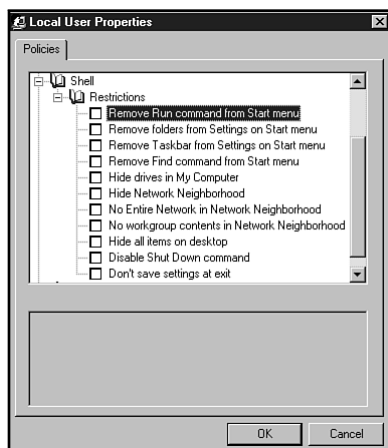 Local User Properties
Policies
Shell
Restrictions
Remove Run command from Start menu
Remove folders from Settings on Start menu
Remove Taskbar from Settings on Start menu
Remove Find command from Start menu
Hide drives in My Computer
Hide Network Neighborhood
No Entire Network in Network Neighborhood
No workgroup contents in Network Neighborhood
Hide all items on desktop
Disable Shut Down command
Don't save settings at exit
OK
Cancel